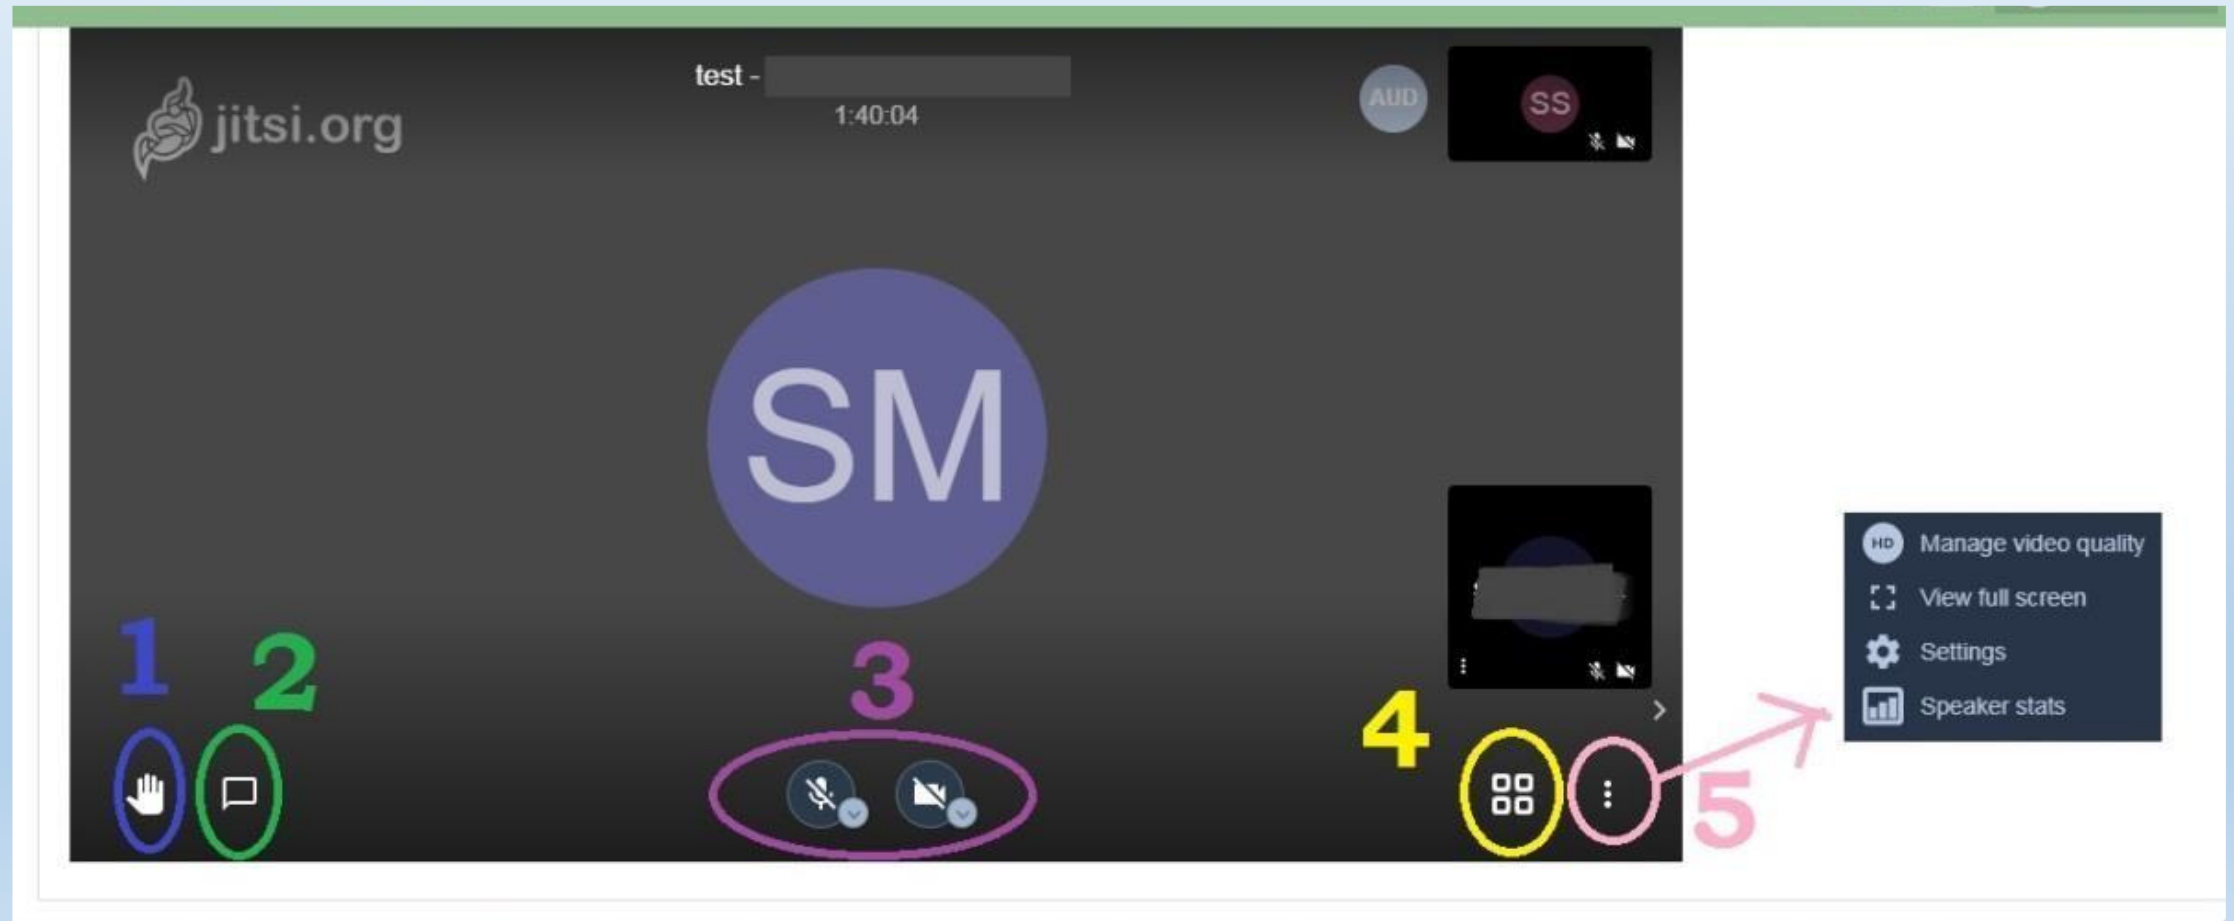 test -
1:40:04
jitsi.org
AUD
SS
SM
1
2
3
4
5
HD Manage video quality
View full screen
Settings
Speaker stats